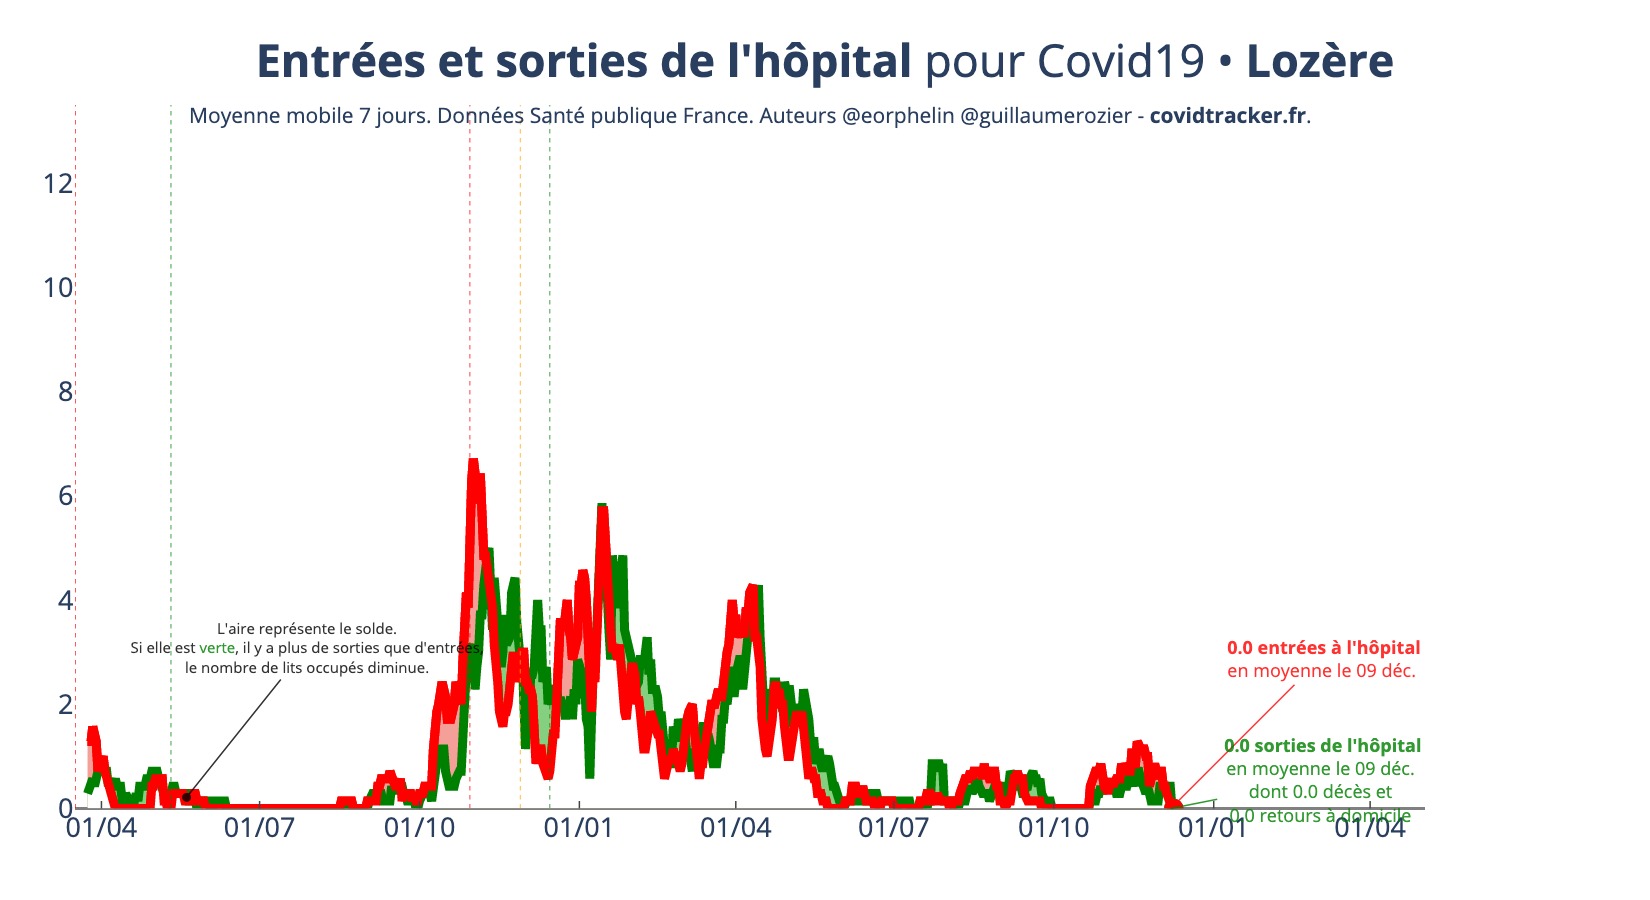 Entrées et sorties de l'hôpital pour Covid19 • Lozère
Moyenne mobile 7 jours. Données Santé publique France. Auteurs @eorphelin @guillaumerozier - covidtracker.fr.
12
10
8
6
4
2
0
L'aire représente le solde.
Si elle est verte, il y a plus de sorties que d'entrées,
le nombre de lits occupés diminue.
0.0 entrées à l'hôpital
en moyenne le 09 déc.
0.0 sorties de l'hôpital
en moyenne le 09 déc.
dont 0.0 décès et
0.0 retours à domicile
01/04 01/07 01/10 01/01 01/04 01/07 01/10 01/01 01/04